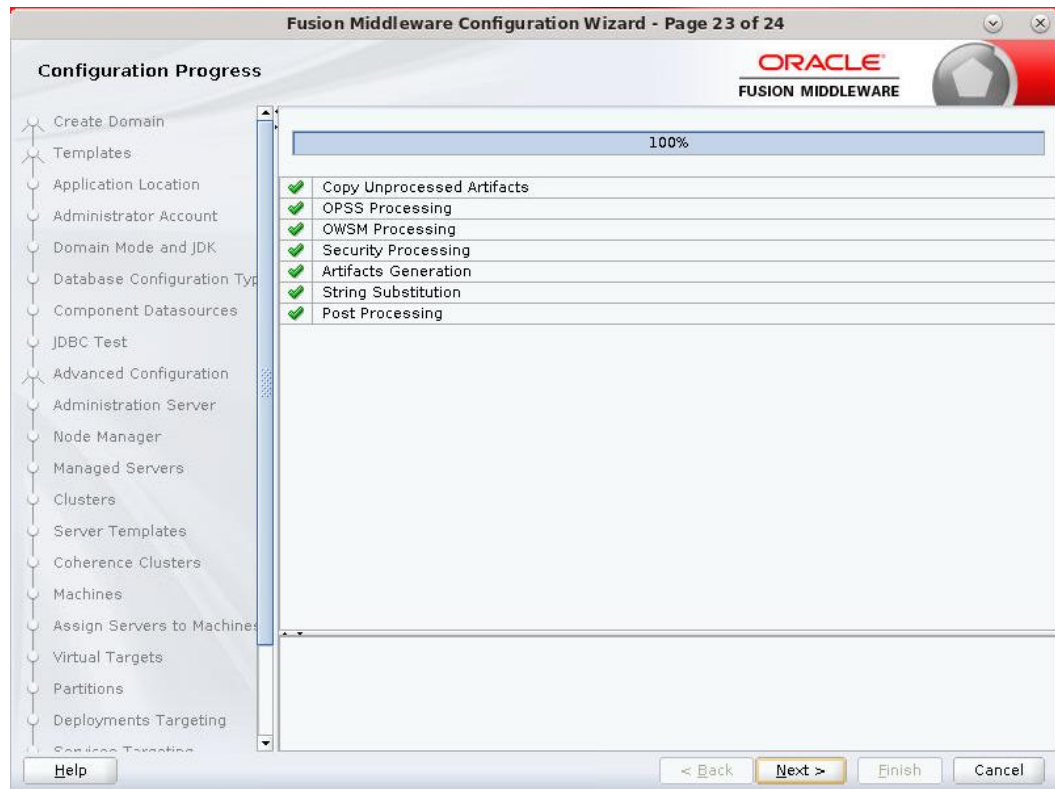 Fusion Middleware Configuration Wizard - Page 23 of 24
Configuration Progress
ORACLE
FUSION MIDDLEWARE
Create Domain
Templates
Application Location
Administrator Account
Domain Mode and JDK
Database Configuration Typ
Component Datasources
JDBC Test
Advanced Configuration
Administration Server
Node Manager
Managed Servers
Clusters
Server Templates
Coherence Clusters
Machines
Assign Servers to Machines
Virtual Targets
Partitions
Deployments Targeting
Services Targeting
100%
Copy Unprocessed Artifacts
OPSS Processing
OWSM Processing
Security Processing
Artifacts Generation
String Substitution
Post Processing
Help
< Back
Next >
Finish
Cancel